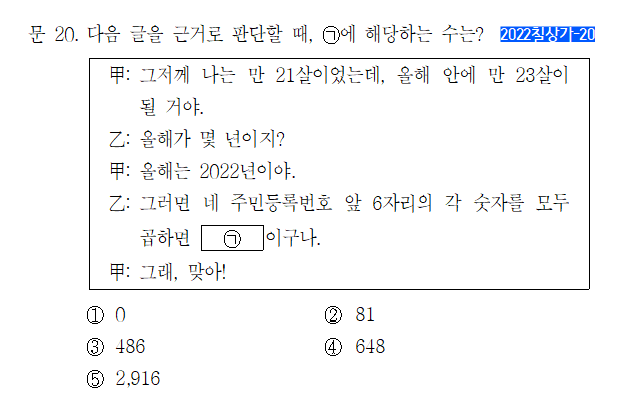 문 20. 다음 글을 근거로 판단할 때, ㉠에 해당하는 수는? 2022침상가-20
甲: 그저께 나는 만 21살이었는데, 올해 안에 만 23살이
될 거야.
乙: 올해가 몇 년이지?
甲: 올해는 2022년이야.
乙: 그러면 네 주민등록번호 앞 6자리의 각 숫자를 모두
곱하면 ㉠ 이구나.
甲: 그래, 맞아!
① 0 ② 81
③ 486 ④ 648
⑤ 2,916